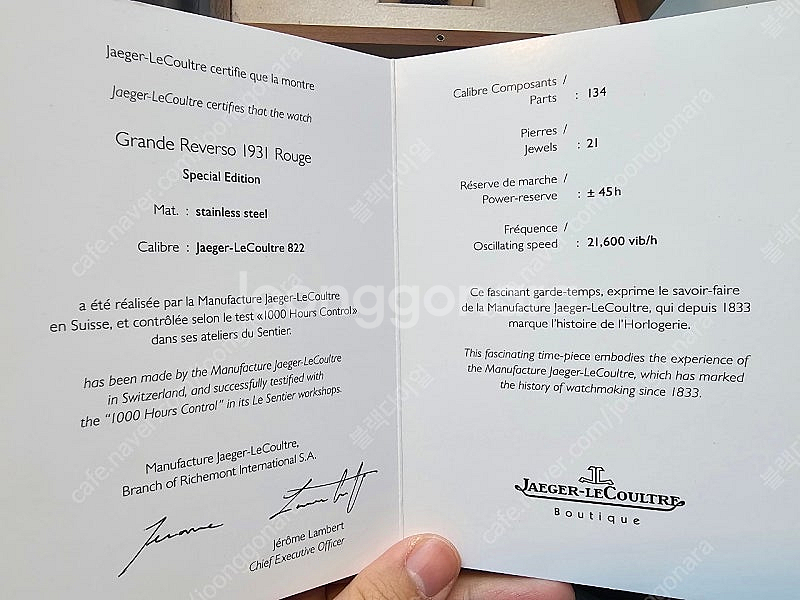 Jaeger-LeCoultre certifie que la montre
Jaeger-LeCoultre certifies that the watch
Grande Reverso 1931 Rouge
Special Edition
Mat. : stainless steel
Calibre : Jaeger-LeCoultre 822
a été réalisée par la Manufacture Jaeger-LeCoultre
en Suisse, et contrôlée selon le test «1000 Hours Control»
dans ses ateliers du Sentier.
has been made by the Manufacture Jaeger-LeCoultre
in Switzerland, and successfully testified with
the "1000 Hours Control" in its Le Sentier workshops.
Manufacture Jaeger-LeCoultre,
Branch of Richemont International S.A.
Jérôme Lambert
Chief Executive Officer
Calibre Composants /
Parts : 134
Pierres /
Jewels : 21
Réserve de marche /
Power-reserve : ± 45 h
Fréquence /
Oscillating speed : 21,600 vib/h
Ce fascinant garde-temps, exprime le savoir-faire
de la Manufacture Jaeger-LeCoultre, qui depuis 1833
marque l'histoire de l'Horlogerie.
This fascinating time-piece embodies the experience of
the Manufacture Jaeger-LeCoultre, which has marked
the history of watchmaking since 1833.
JAEGER-LECOULTRE
Boutique
joonggonara
cafe.naver.com/joonggonara
블랙다이얼